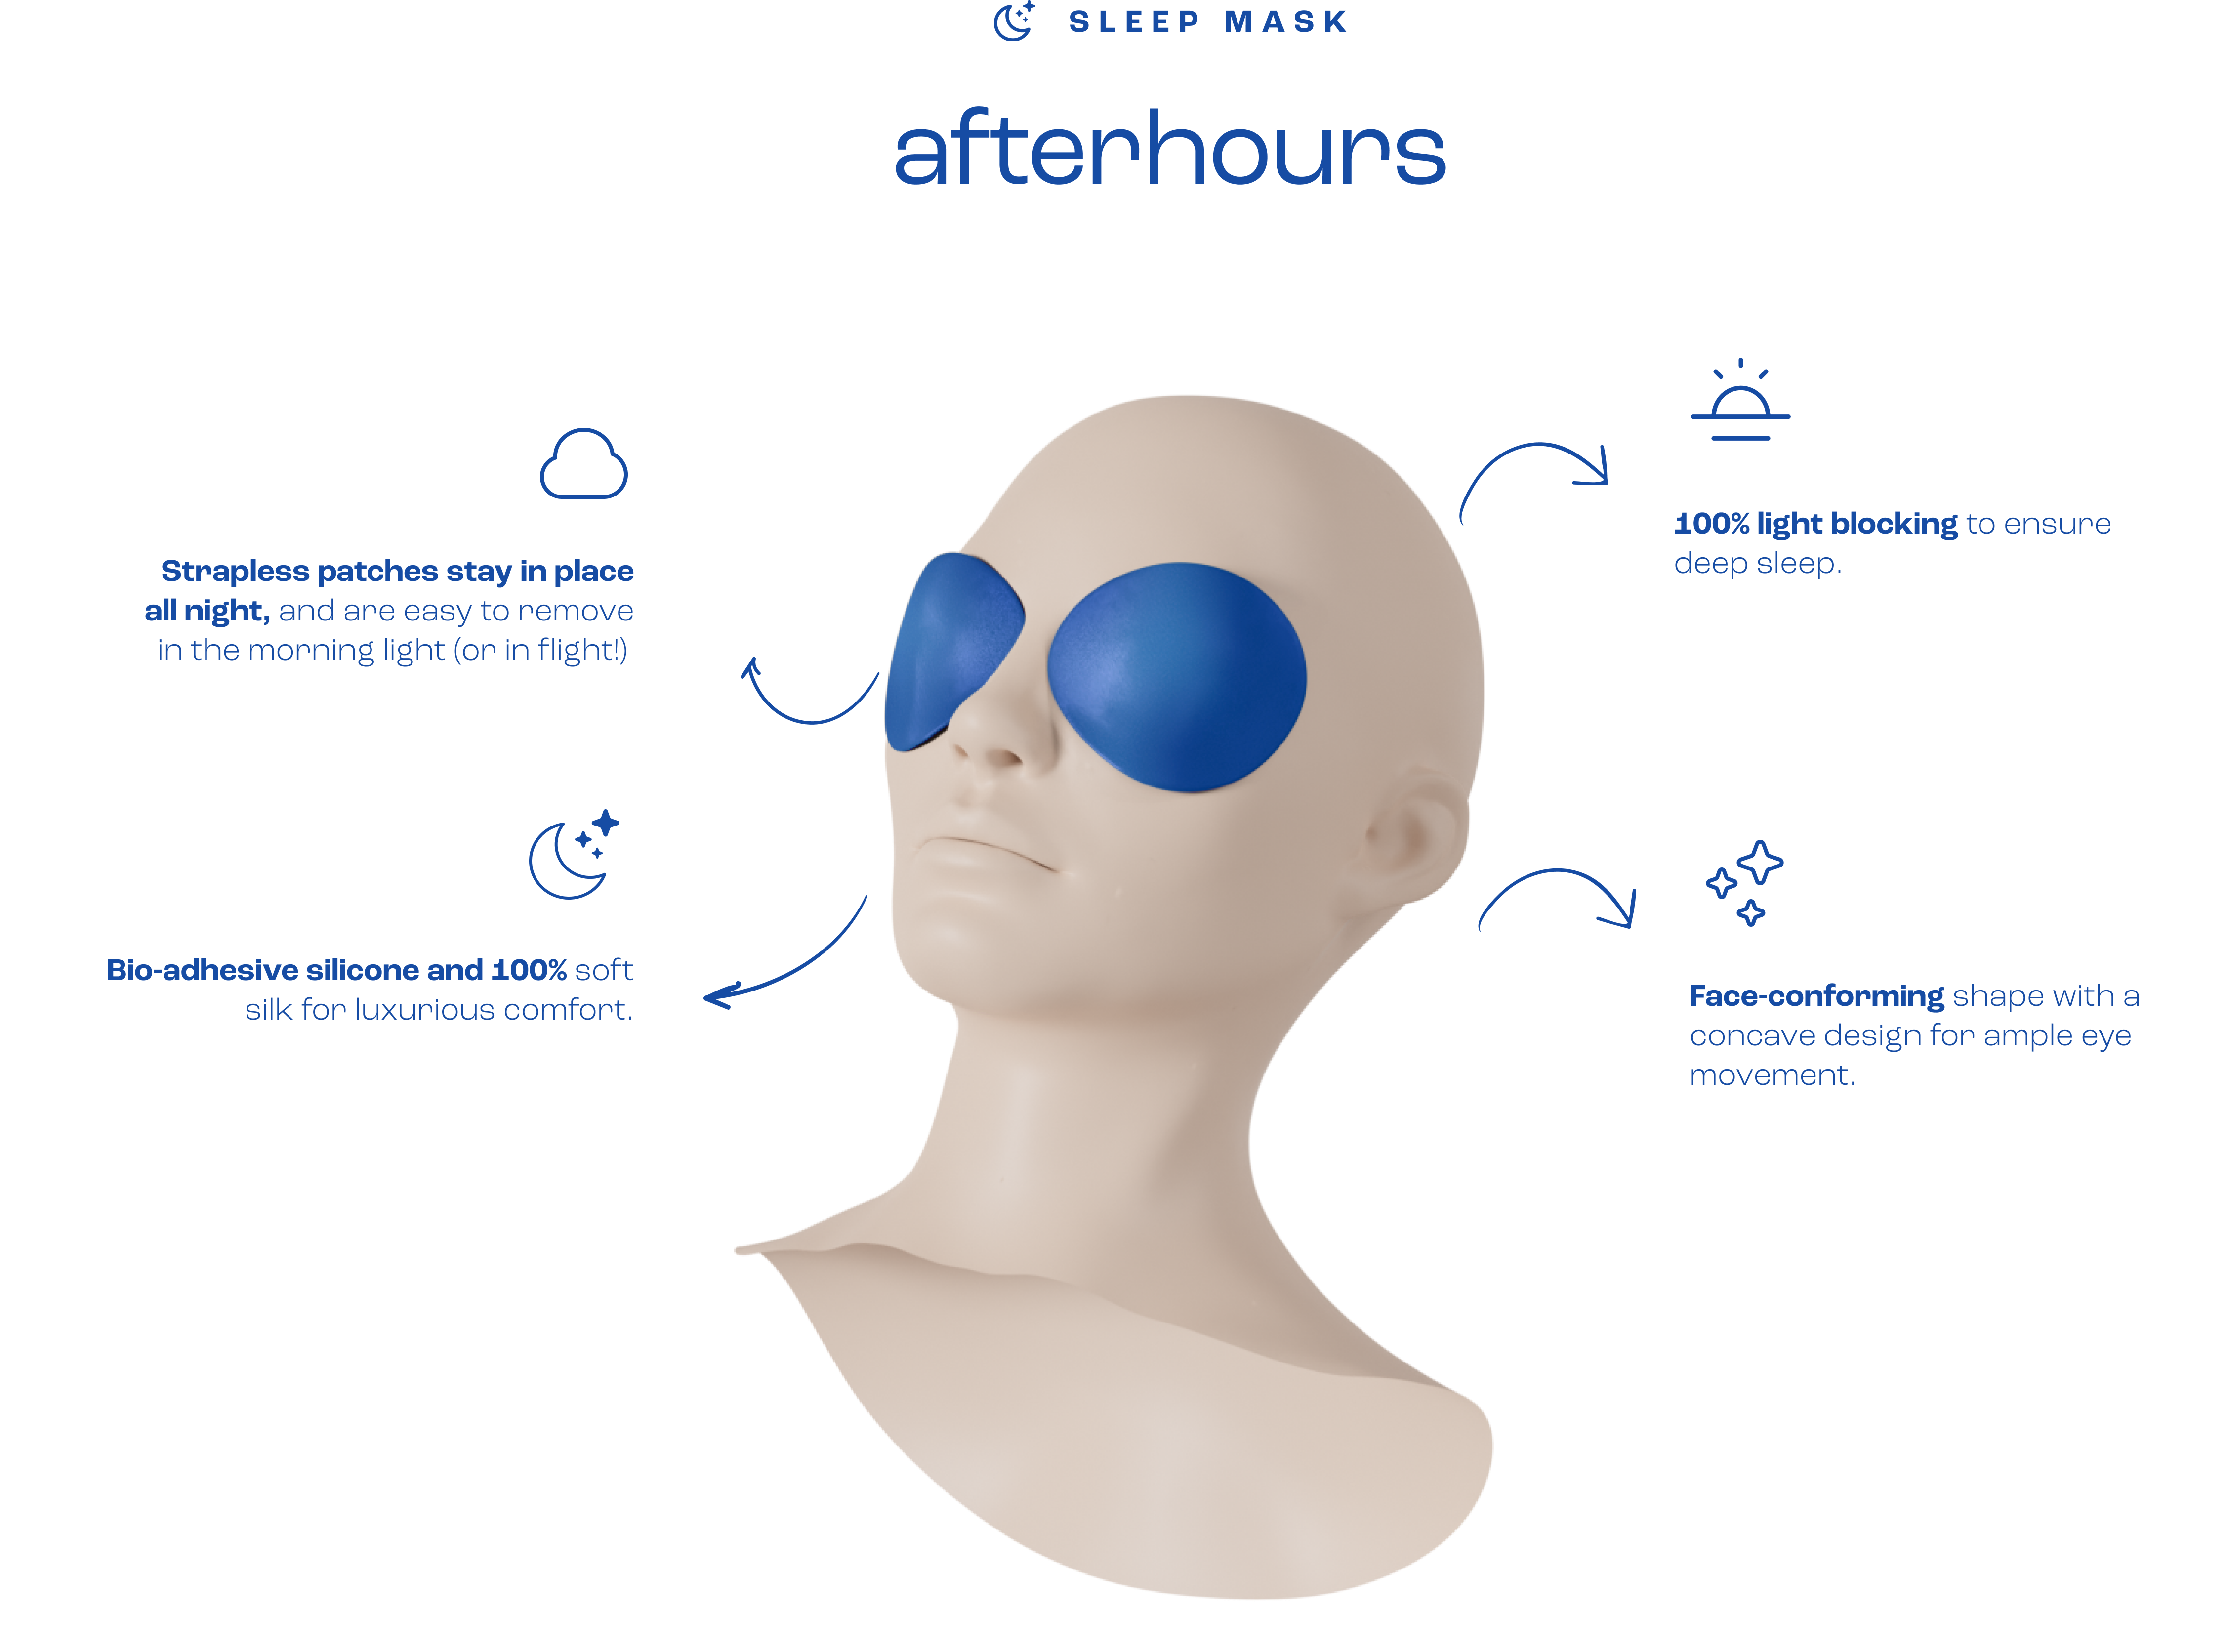 SLEEP MASK
afterhours
Strapless patches stay in place
all night, and are easy to remove
in the morning light (or in flight!)
100% light blocking to ensure
deep sleep.
Bio-adhesive silicone and 100% soft
silk for luxurious comfort.
Face-conforming shape with a
concave design for ample eye
movement.